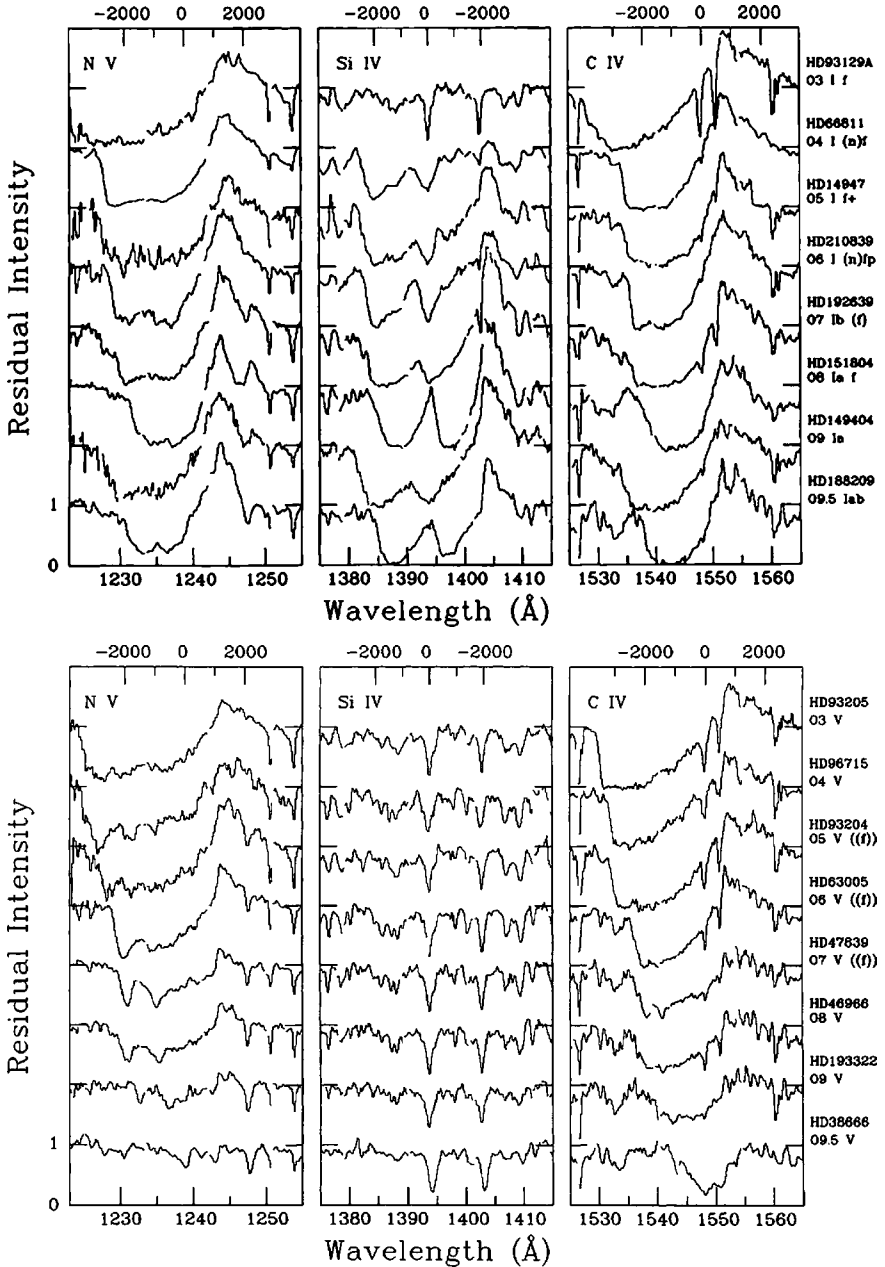 -2000 0 2000
0 2000 0 -2000
-2000 0 2000
N V
Si IV
C IV
HD93129A
O3 I f
HD66811
O4 I (n)f
HD14947
O5 I f+
HD210839
O6 I (n)fp
HD192639
O7 Ib (f)
HD151804
O8 Ia f
HD149404
O9 Ia
HD188209
O9.5 Iab
Residual Intensity
1
0
1230 1240 1250
1380 1390 1400 1410
1530 1540 1550 1560
Wavelength (Å)
-2000 0 2000
0 2000 0 -2000
-2000 0 2000
N V
Si IV
C IV
HD93205
O3 V
HD96715
O4 V
HD93204
O5 V ((f))
HD63005
O6 V ((f))
HD47839
O7 V ((f))
HD46966
O8 V
HD193322
O9 V
HD38666
O9.5 V
Residual Intensity
1
0
1230 1240 1250
1380 1390 1400 1410
1530 1540 1550 1560
Wavelength (Å)